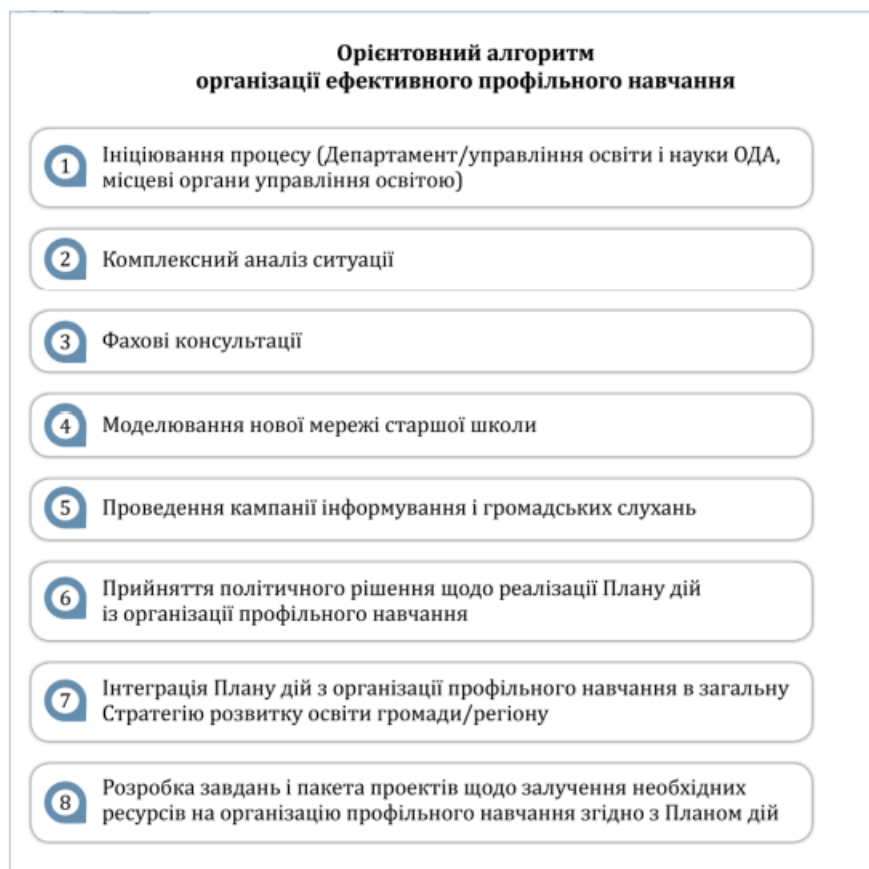 Орієнтовний алгоритм
організації ефективного профільного навчання
1
Ініціювання процесу (Департамент/управління освіти і науки ОДА,
місцеві органи управління освітою)
2
Комплексний аналіз ситуації
3
Фахові консультації
4
Моделювання нової мережі старшої школи
5
Проведення кампанії інформування і громадських слухань
6
Прийняття політичного рішення щодо реалізації Плану дій
із організації профільного навчання
7
Інтеграція Плану дій з організації профільного навчання в загальну
Стратегію розвитку освіти громади/регіону
8
Розробка завдань і пакета проектів щодо залучення необхідних
ресурсів на організацію профільного навчання згідно з Планом дій